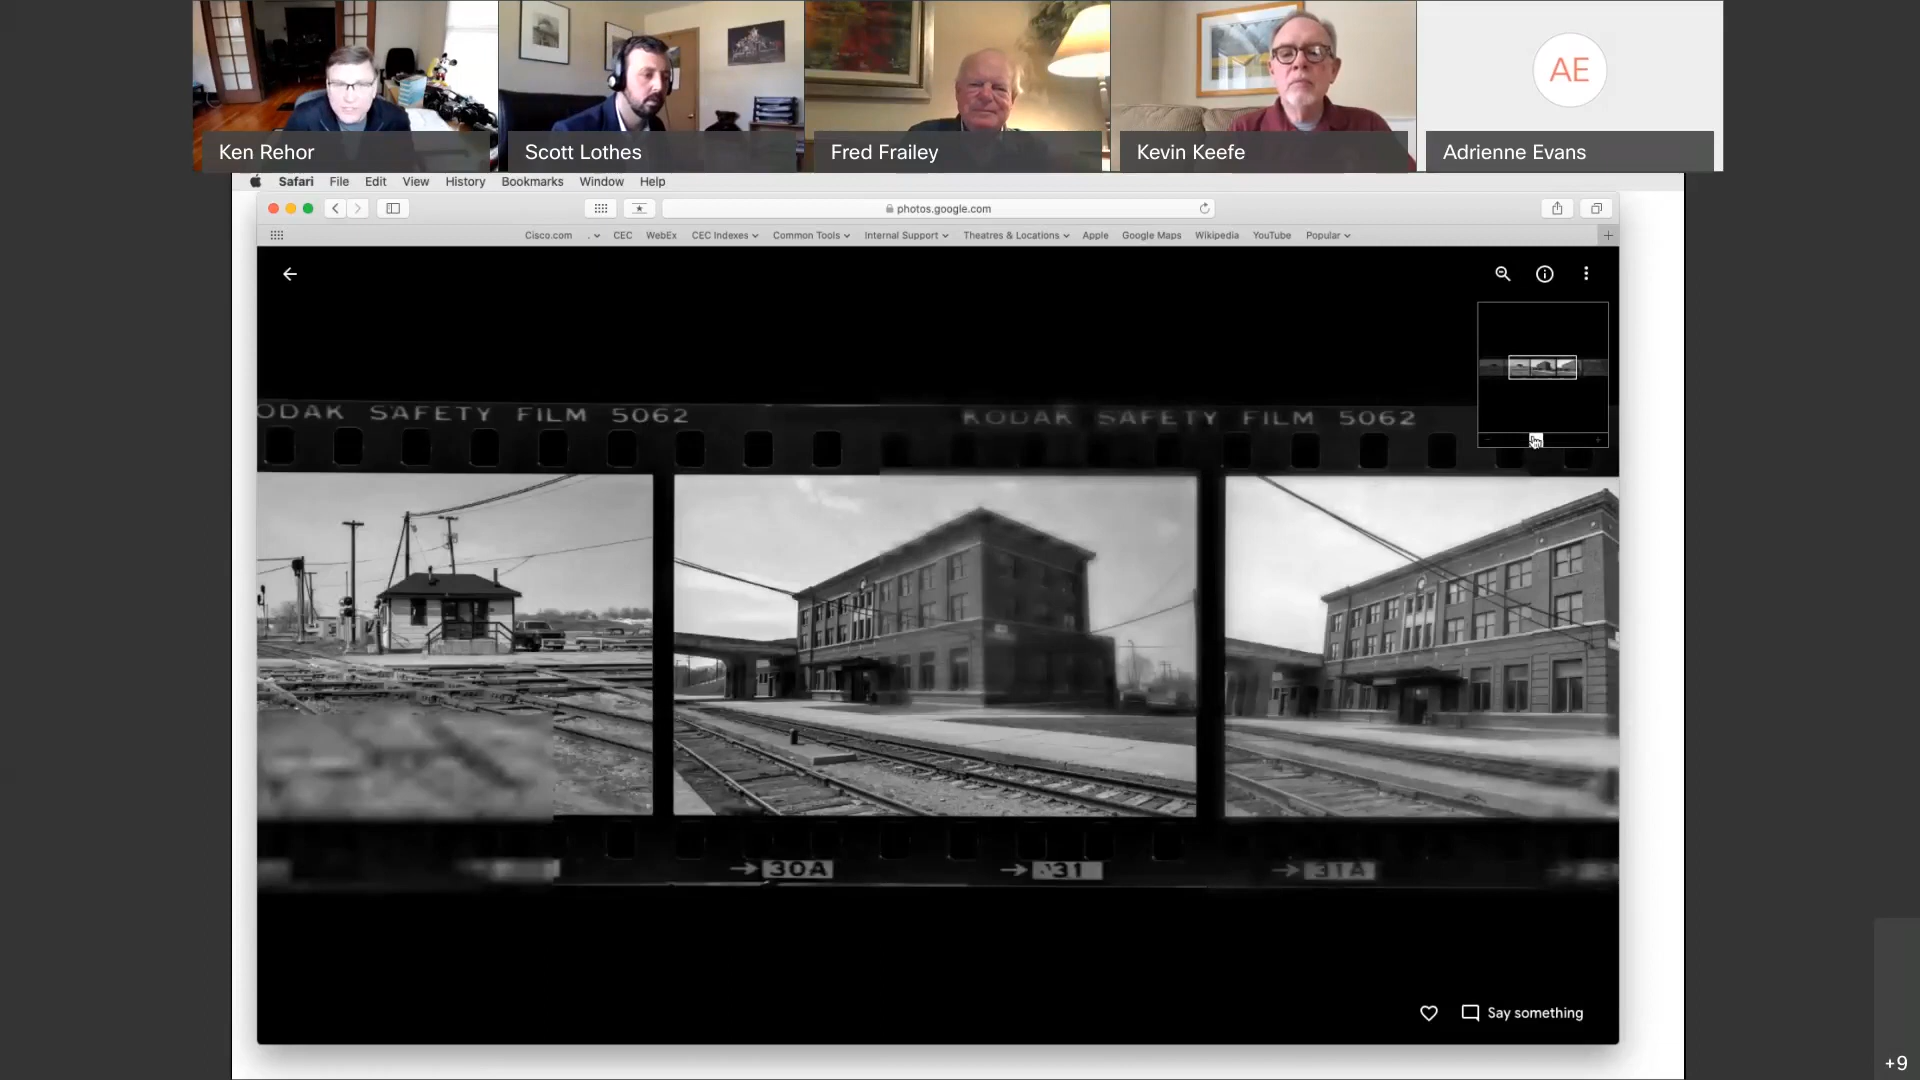 Ken Rehor
Scott Lothes
Fred Frailey
Kevin Keefe
AE
Adrienne Evans
Safari File Edit View History Bookmarks Window Help
photos.google.com
Cisco.com . CEC WebEx CEC Indexes Common Tools Internal Support Theatres & Locations Apple Google Maps Wikipedia YouTube Popular
ODAK SAFETY FILM 5062 KODAK SAFETY FILM 5062
30A 31 31A
Say something
+9